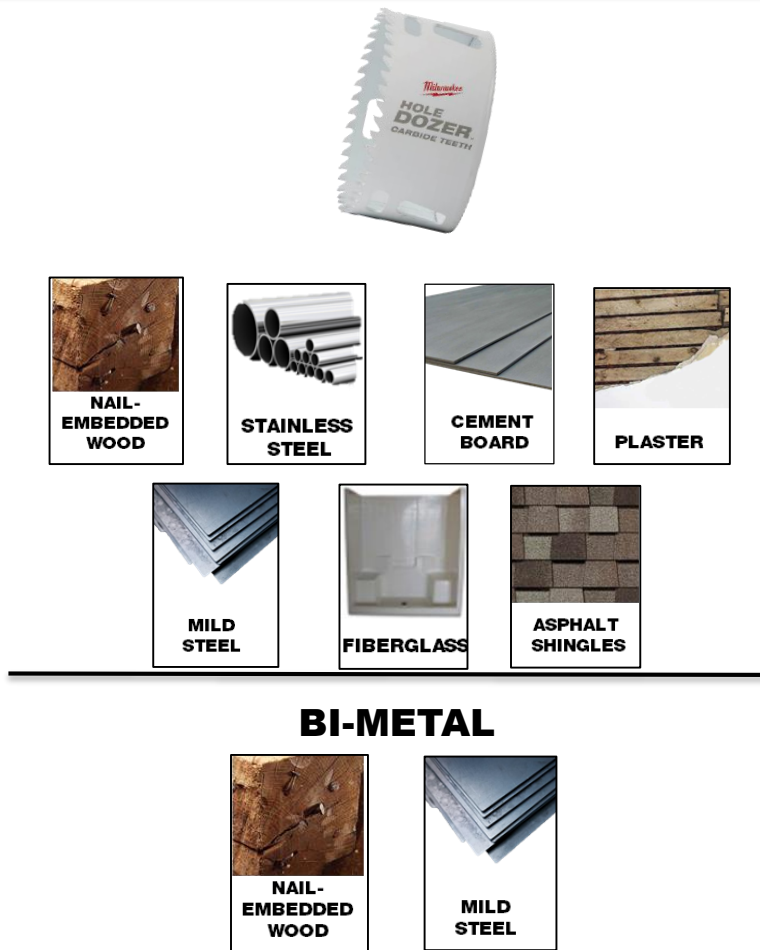 Milwaukee
HOLE
DOZER™
CARBIDE TEETH
NAIL-
EMBEDDED
WOOD
STAINLESS
STEEL
CEMENT
BOARD
PLASTER
MILD
STEEL
FIBERGLASS
ASPHALT
SHINGLES
BI-METAL
NAIL-
EMBEDDED
WOOD
MILD
STEEL